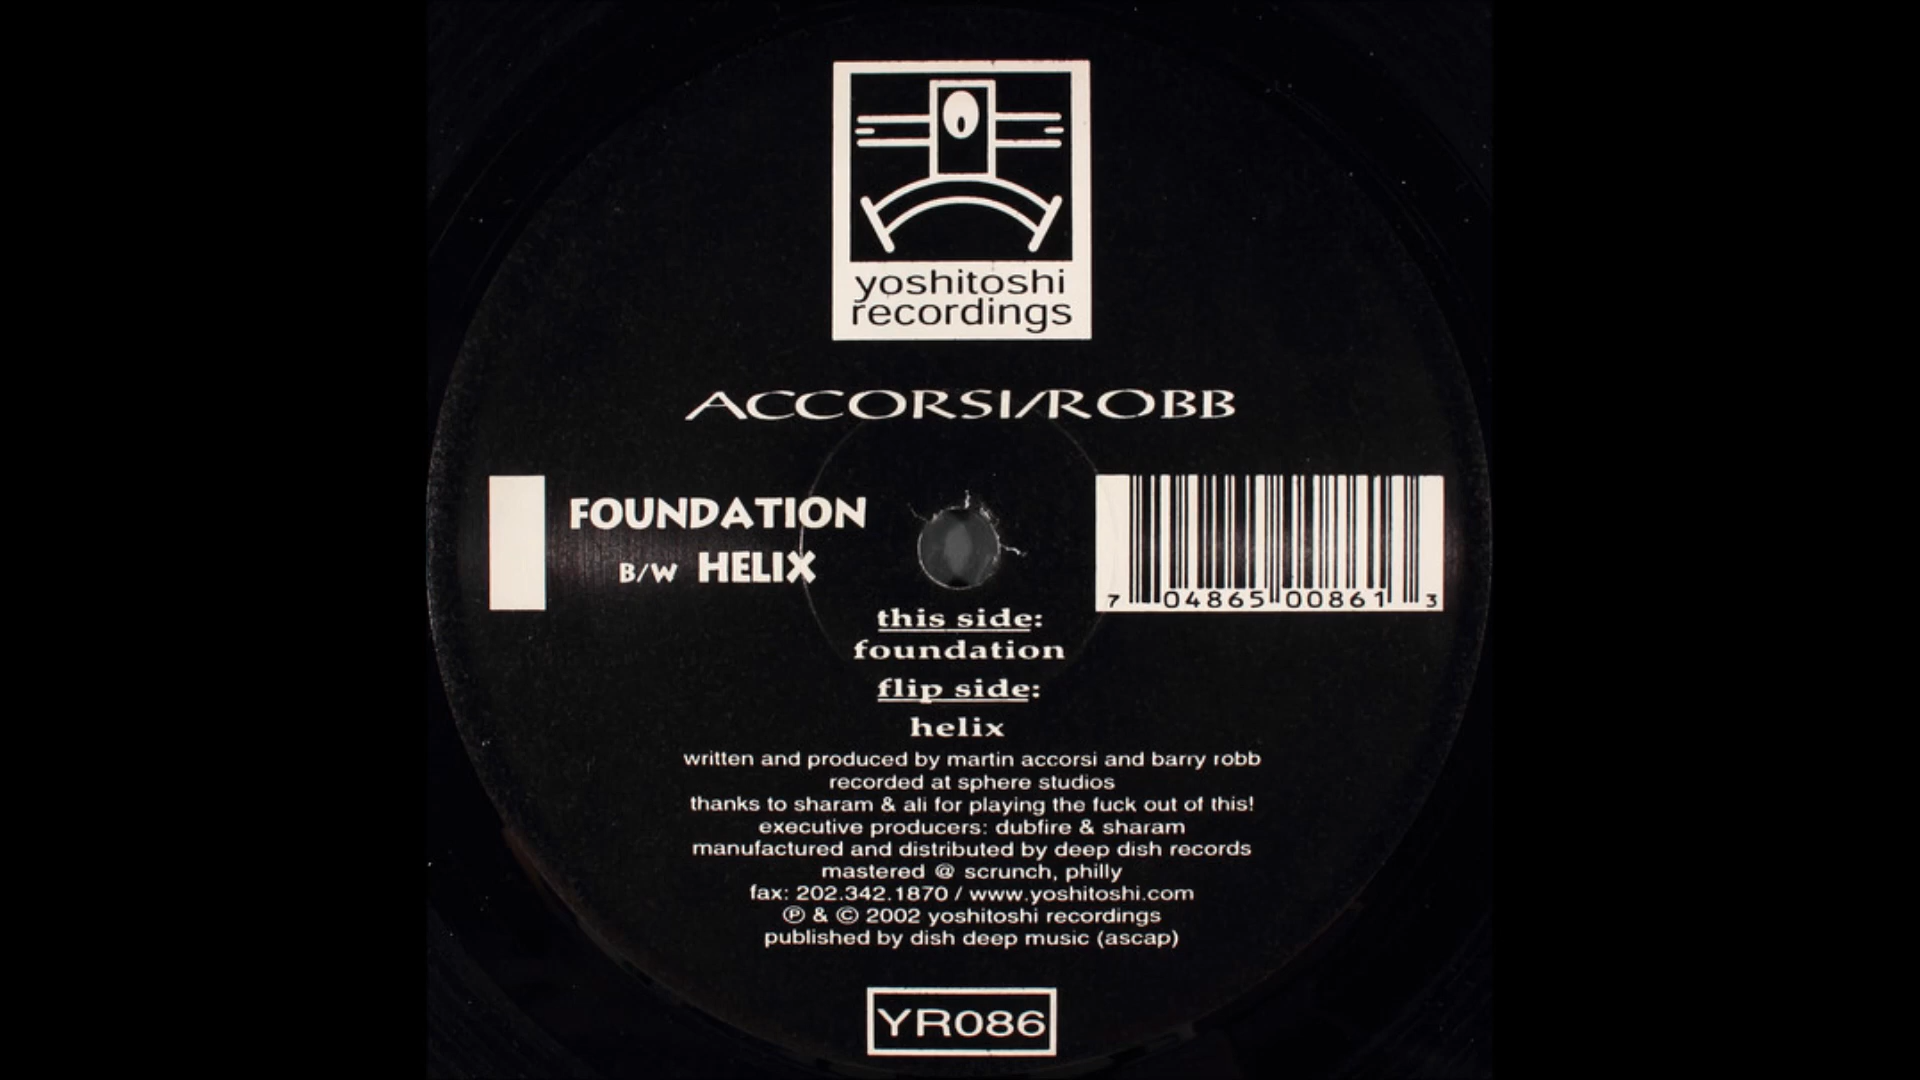 yoshitoshi
recordings
ACCORSI/ROBB
FOUNDATION
B/W HELIX
7 04865 00861 3
this side:
foundation
flip side:
helix
written and produced by martin accorsi and barry robb
recorded at sphere studios
thanks to sharam & ali for playing the fuck out of this!
executive producers: dubfire & sharam
manufactured and distributed by deep dish records
mastered @ scrunch, philly
fax: 202.342.1870 / www.yoshitoshi.com
℗ & © 2002 yoshitoshi recordings
published by dish deep music (ascap)
YR086